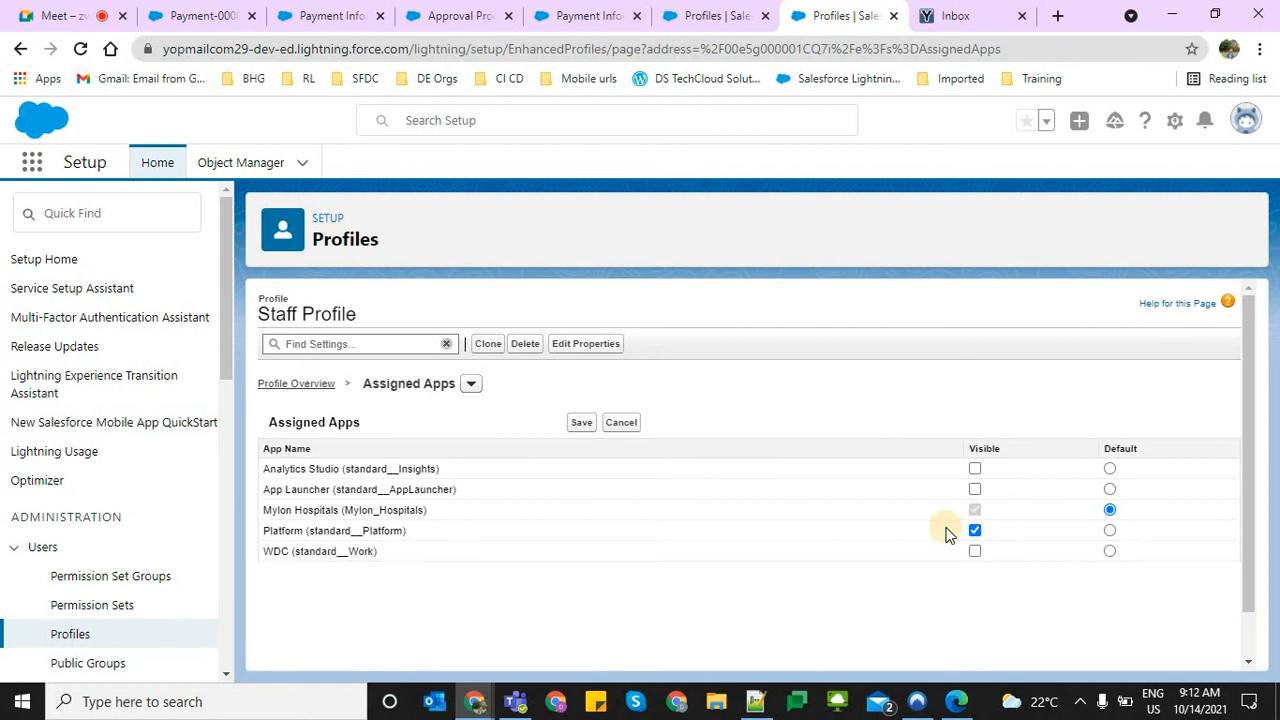 Meet – zv
Payment-000
Payment Info
Approval Pro
Payment Info
Profiles | Sale
Profiles | Sale
Inbox
yopmailcom29-dev-ed.lightning.force.com/lightning/setup/EnhancedProfiles/page?address=%2F00e5g000001CQ7i%2Fe%3Fs%3DAssignedApps
Apps
Gmail: Email from G...
BHG
RL
SFDC
DE Orgs
CI CD
Mobile urls
DS TechCloud Solut...
Salesforce Lightnin...
Imported
Training
Reading list
Search Setup
Setup
Home
Object Manager
Quick Find
Setup Home
Service Setup Assistant
Multi-Factor Authentication Assistant
Release Updates
Lightning Experience Transition
Assistant
New Salesforce Mobile App QuickStart
Lightning Usage
Optimizer
ADMINISTRATION
Users
Permission Set Groups
Permission Sets
Profiles
Public Groups
SETUP
Profiles
Profile
Staff Profile
Help for this Page
Find Settings...
Clone
Delete
Edit Properties
Profile Overview > Assigned Apps
Assigned Apps
Save
Cancel
App Name Visible Default
Analytics Studio (standard__Insights)
App Launcher (standard__AppLauncher)
Mylon Hospitals (Mylon_Hospitals)
Platform (standard__Platform)
WDC (standard__Work)
Type here to search
2
22°C
ENG
US
9:12 AM
10/14/2021